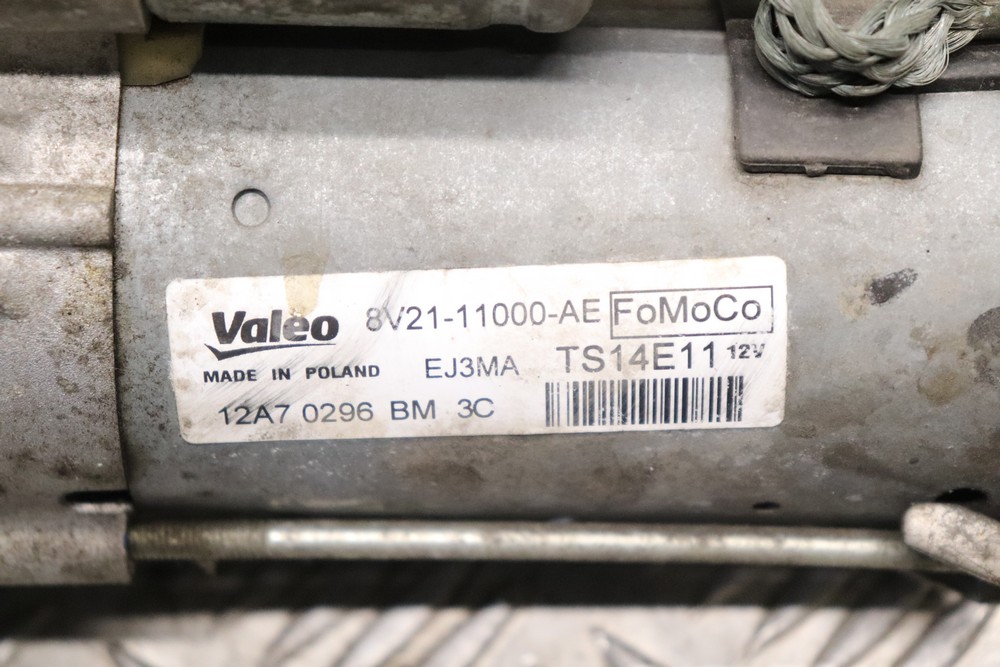 Valeo 8V21-11000-AE FoMoCo
MADE IN POLAND EJ3MA TS14E11 12V
12A7 0296 BM 3C